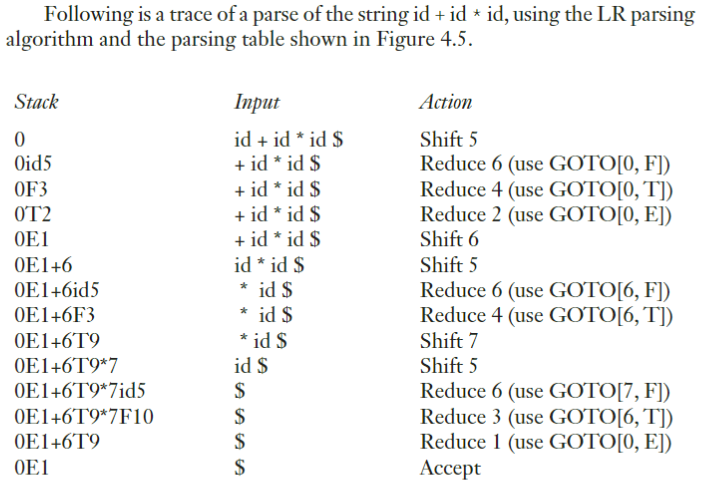 Following is a trace of a parse of the string id + id * id, using the LR parsing
algorithm and the parsing table shown in Figure 4.5.
Stack Input Action
0 id + id * id $ Shift 5
0id5 + id * id $ Reduce 6 (use GOTO[0, F])
0F3 + id * id $ Reduce 4 (use GOTO[0, T])
0T2 + id * id $ Reduce 2 (use GOTO[0, E])
0E1 + id * id $ Shift 6
0E1+6 id * id $ Shift 5
0E1+6id5 * id $ Reduce 6 (use GOTO[6, F])
0E1+6F3 * id $ Reduce 4 (use GOTO[6, T])
0E1+6T9 * id $ Shift 7
0E1+6T9*7 id $ Shift 5
0E1+6T9*7id5 $ Reduce 6 (use GOTO[7, F])
0E1+6T9*7F10 $ Reduce 3 (use GOTO[6, T])
0E1+6T9 $ Reduce 1 (use GOTO[0, E])
0E1 $ Accept